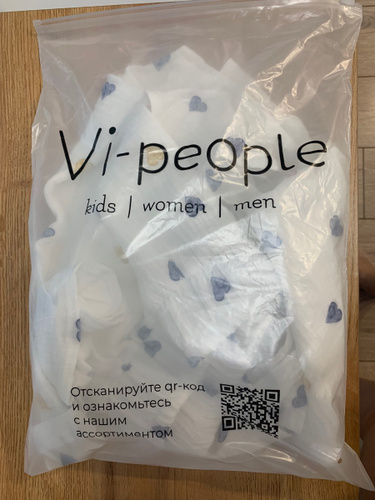 Vi-people
kids | women | men
Отсканируйте qr-код
и ознакомьтесь
с нашим
ассортиментом